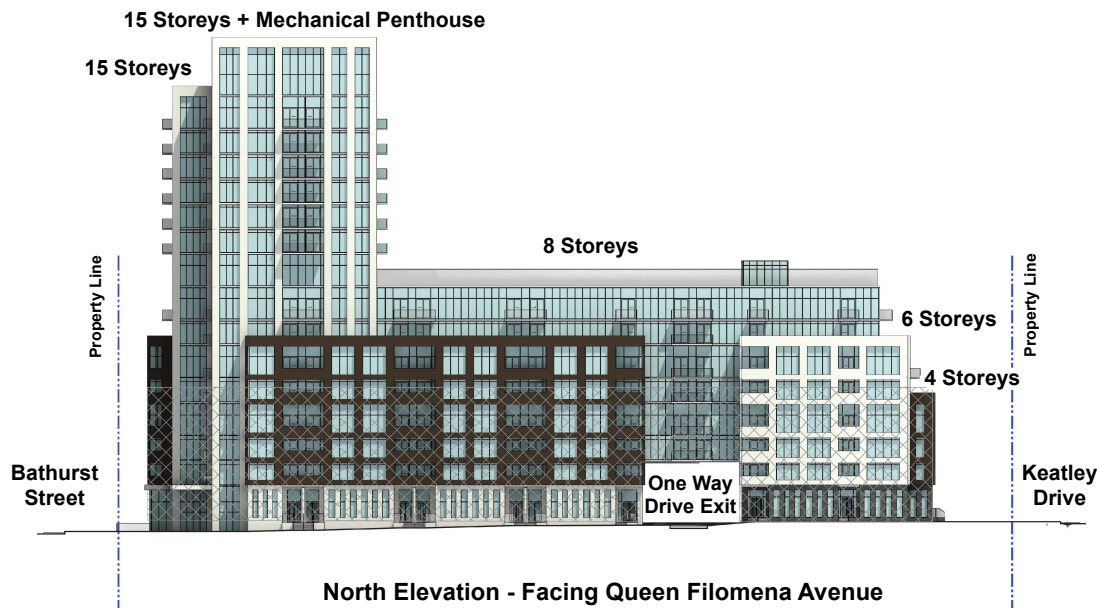 15 Storeys + Mechanical Penthouse
15 Storeys
8 Storeys
Property Line
Property Line
6 Storeys
4 Storeys
Bathurst
Street
One Way
Drive Exit
Keatley
Drive
North Elevation - Facing Queen Filomena Avenue